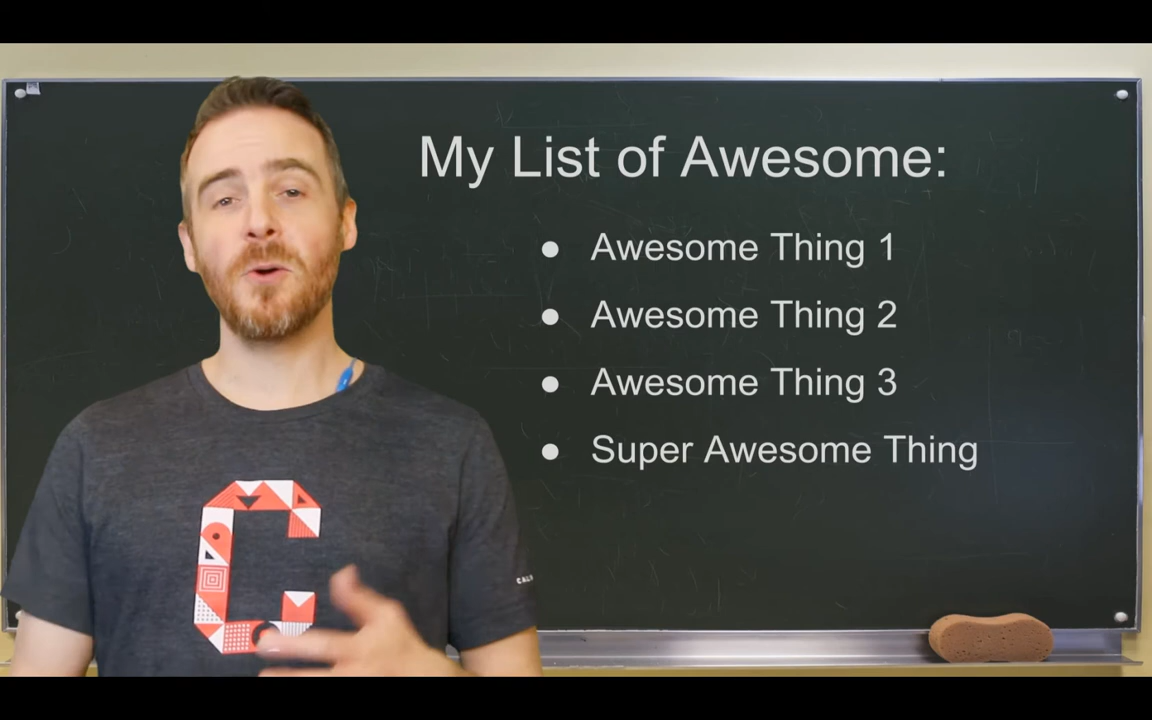 My List of Awesome:
● Awesome Thing 1
● Awesome Thing 2
● Awesome Thing 3
● Super Awesome Thing
C